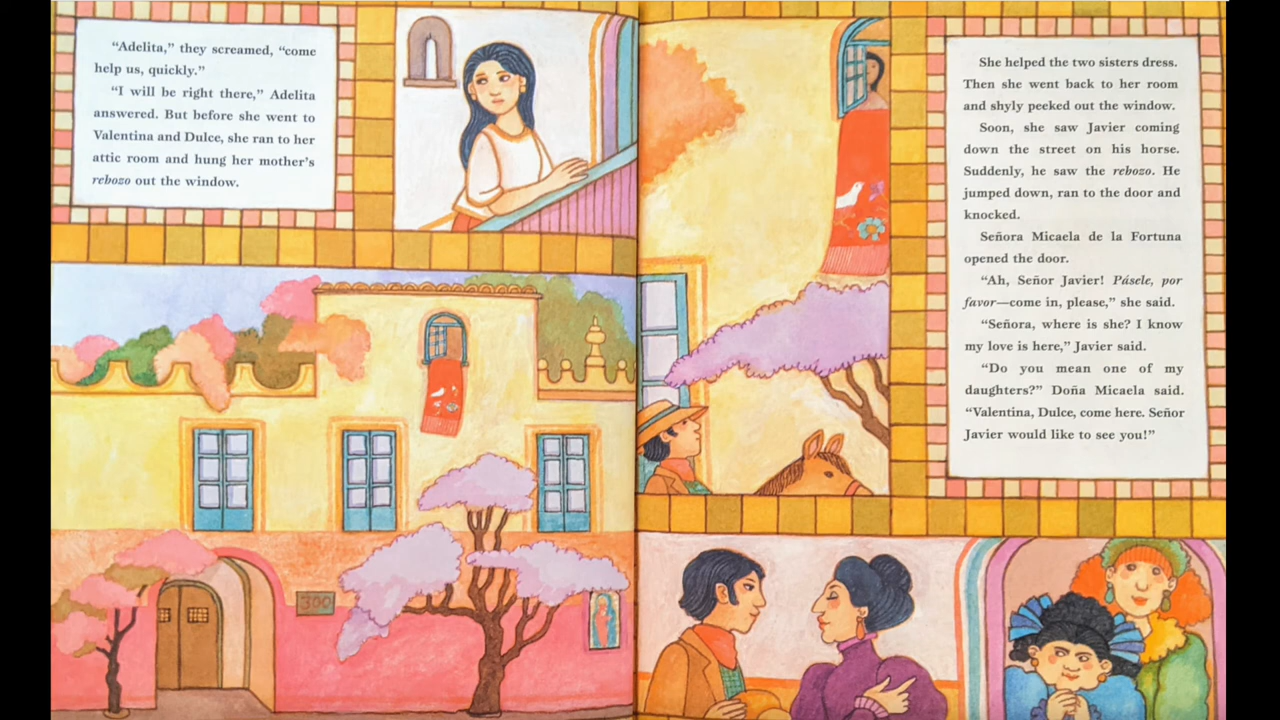 “Adelita,” they screamed, “come
help us, quickly.”
“I will be right there,” Adelita
answered. But before she went to
Valentina and Dulce, she ran to her
attic room and hung her mother’s
rebozo out the window.
300
She helped the two sisters dress.
Then she went back to her room
and shyly peeked out the window.
Soon, she saw Javier coming
down the street on his horse.
Suddenly, he saw the rebozo. He
jumped down, ran to the door and
knocked.
Señora Micaela de la Fortuna
opened the door.
“Ah, Señor Javier! Pásele, por
favor—come in, please,” she said.
“Señora, where is she? I know
my love is here,” Javier said.
“Do you mean one of my
daughters?” Doña Micaela said.
“Valentina, Dulce, come here. Señor
Javier would like to see you!”